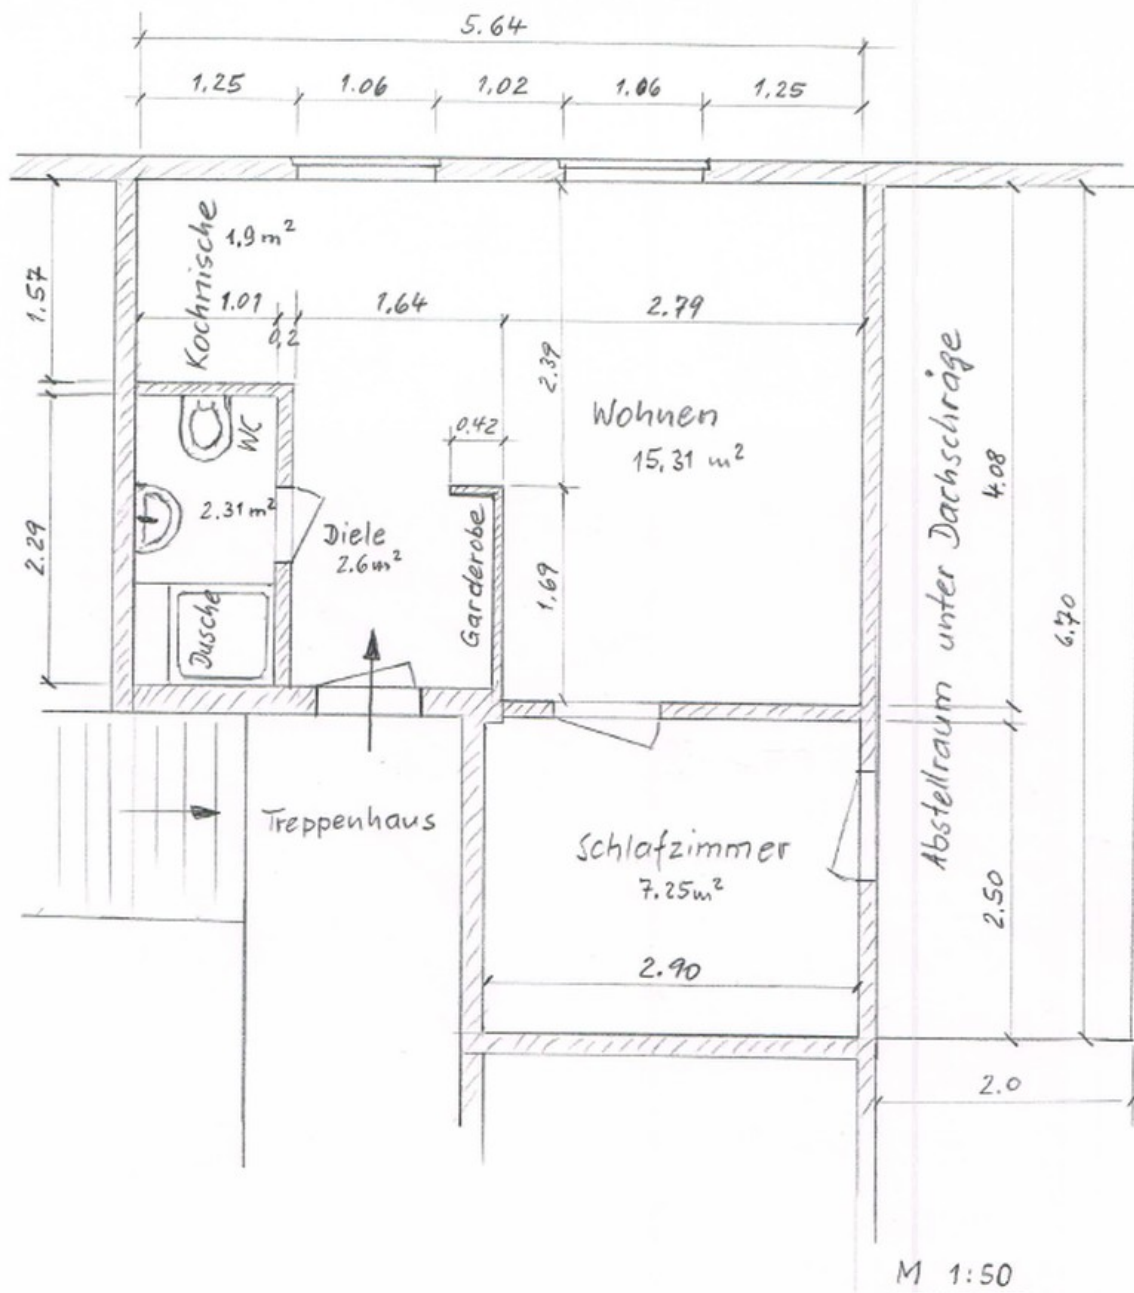 5.64
1.25 1.06 1.02 1.06 1.25
Kochnische
1,9 m²
1.57
1.01
0,2
1.64
2.79
2.39
0.42
WC
Wohnen
15,31 m²
2.29
2.31 m²
Diele
2.6 m²
Garderobe
1.69
Dusche
Abstellraum unter Dachschräge
4.08
6.70
Treppenhaus
Schlafzimmer
7.25 m²
2.50
2.90
2.0
M 1:50